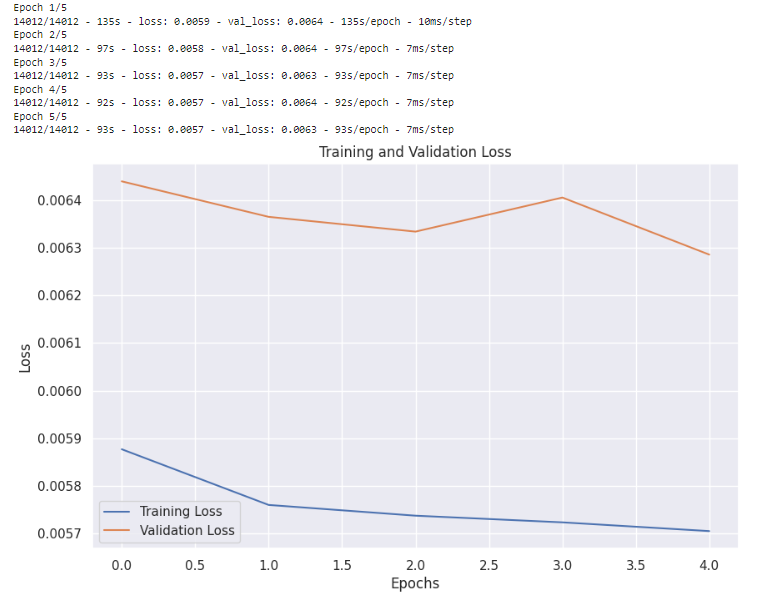 Epoch 1/5
14012/14012 - 135s - loss: 0.0059 - val_loss: 0.0064 - 135s/epoch - 10ms/step
Epoch 2/5
14012/14012 - 97s - loss: 0.0058 - val_loss: 0.0064 - 97s/epoch - 7ms/step
Epoch 3/5
14012/14012 - 93s - loss: 0.0057 - val_loss: 0.0063 - 93s/epoch - 7ms/step
Epoch 4/5
14012/14012 - 92s - loss: 0.0057 - val_loss: 0.0064 - 92s/epoch - 7ms/step
Epoch 5/5
14012/14012 - 93s - loss: 0.0057 - val_loss: 0.0063 - 93s/epoch - 7ms/step
Training and Validation Loss
0.0064
0.0063
0.0062
0.0061
0.0060
0.0059
0.0058
0.0057
Loss
Training Loss
Validation Loss
0.0 0.5 1.0 1.5 2.0 2.5 3.0 3.5 4.0
Epochs